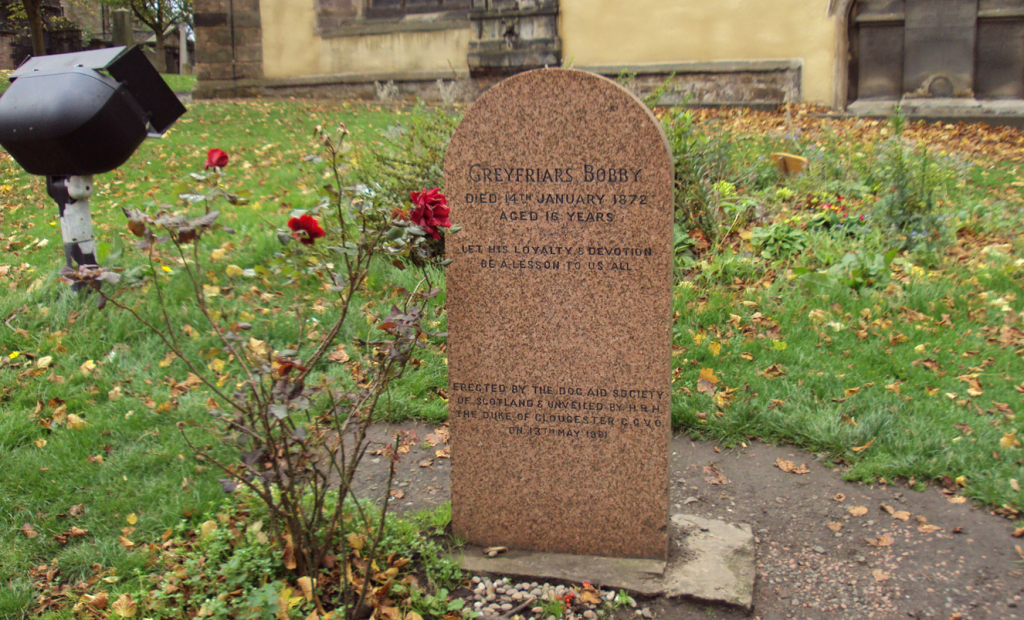 GREYFRIARS BOBBY
DIED 14TH JANUARY 1872
AGED 16 YEARS
LET HIS LOYALTY & DEVOTION
BE A LESSON TO US ALL
ERECTED BY THE DOG AID SOCIETY
OF SCOTLAND & UNVEILED BY H.R.H.
THE DUKE OF GLOUCESTER G.C.V.O.
ON 13TH MAY 1981